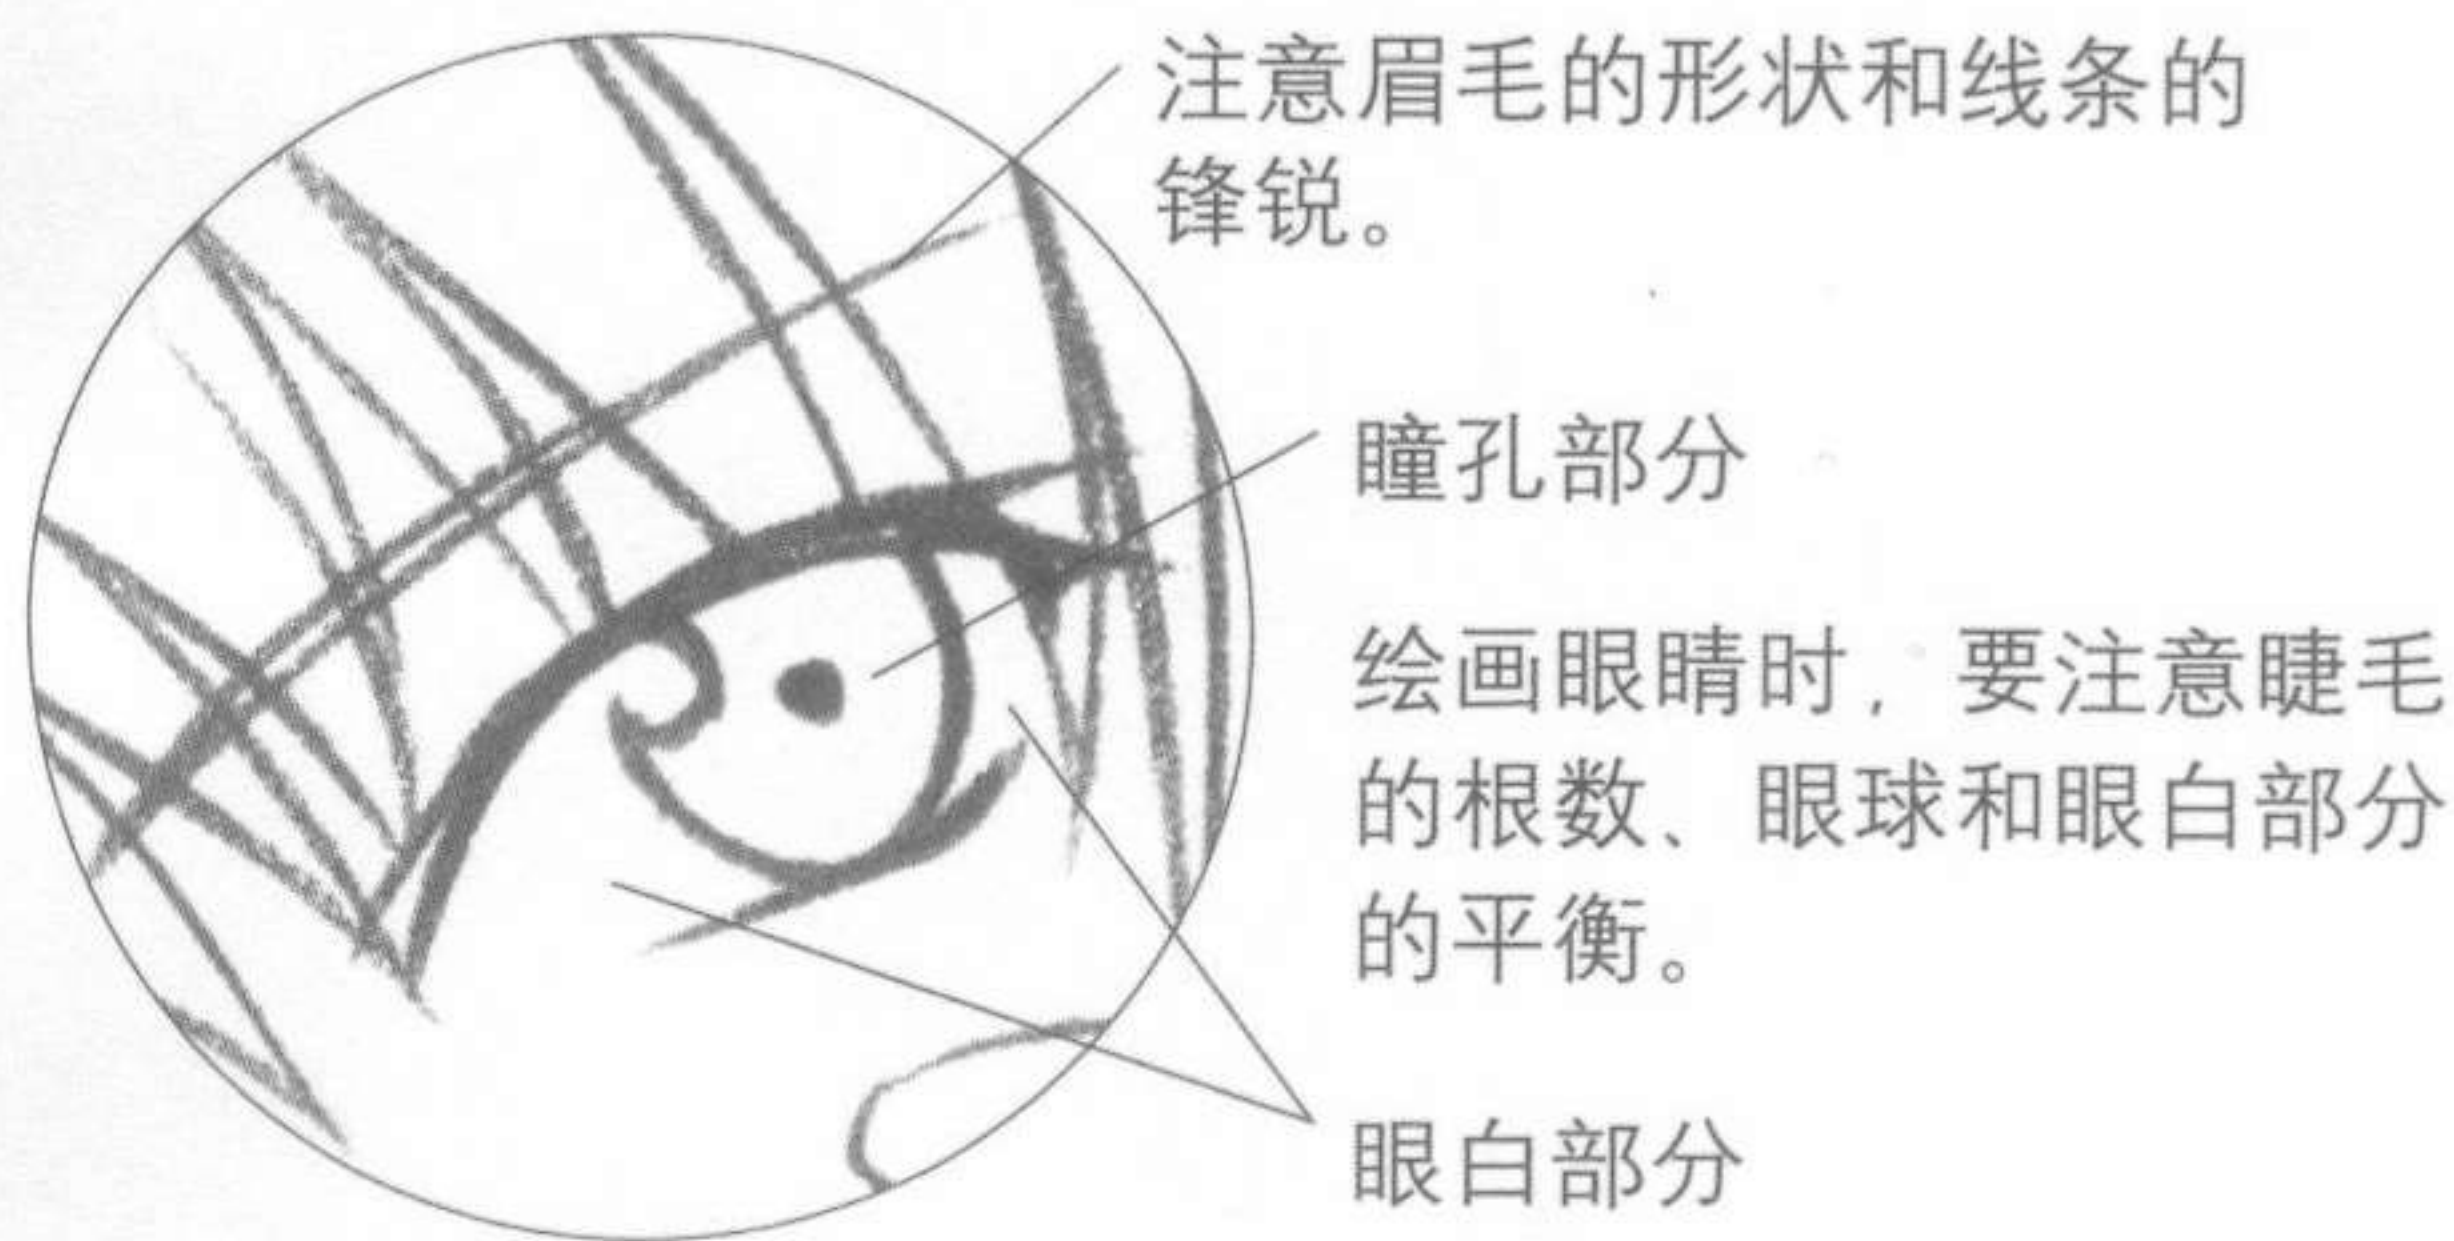 注意眉毛的形状和线条的
锋锐。
瞳孔部分
绘画眼睛时，要注意睫毛
的根数、眼球和眼白部分
的平衡。
眼白部分